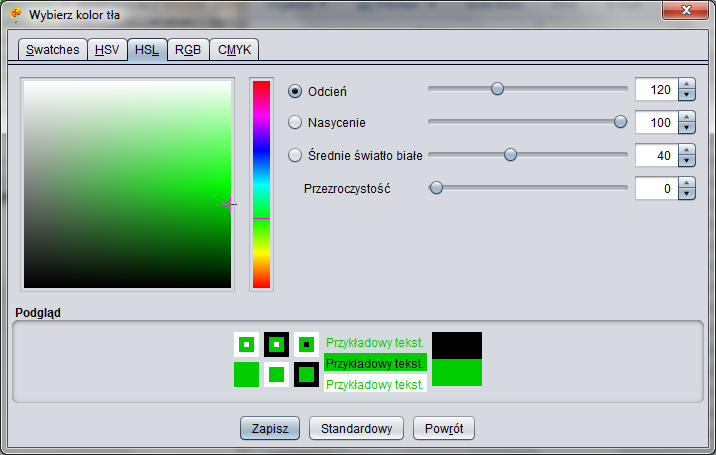 Wybierz kolor tła
Swatches HSV HSL RGB CMYK
Odcień 120
Nasycenie 100
Średnie światło białe 40
Przezroczystość 0
Podgląd
Przykładowy tekst.
Przykładowy tekst.
Przykładowy tekst.
Zapisz Standardowy Powrót